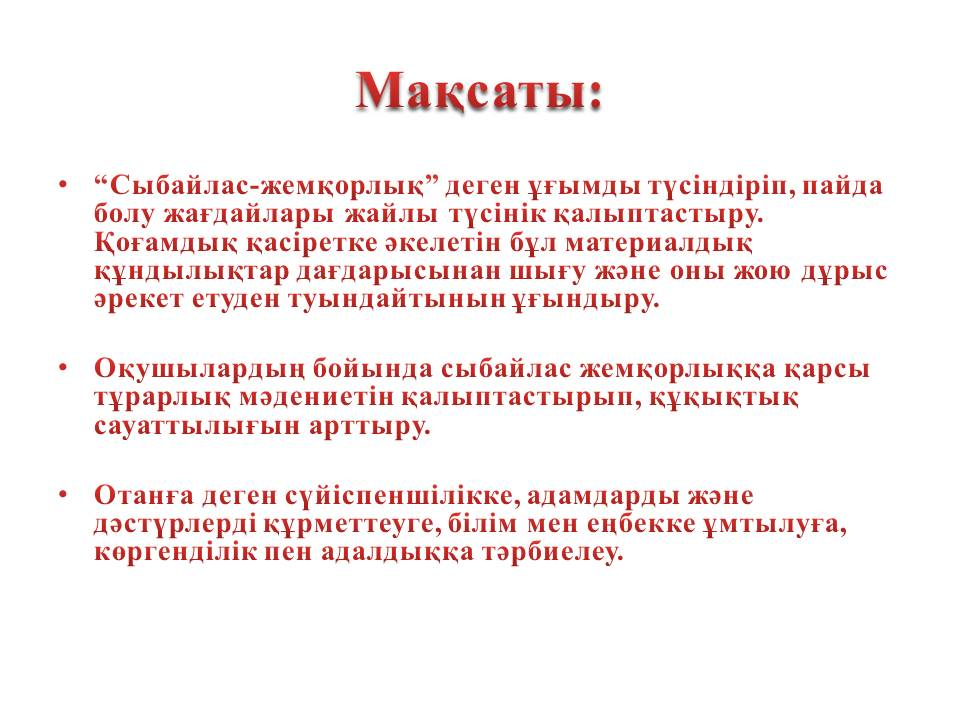 Мақсаты:
• “Сыбайлас-жемқорлық” деген ұғымды түсіндіріп, пайда
болу жағдайлары жайлы түсінік қалыптастыру.
Қоғамдық қасіретке әкелетін бұл материалдық
құндылықтар дағдарысынан шығу және оны жою дұрыс
әрекет етуден туындайтынын ұғындыру.
• Оқушылардың бойында сыбайлас жемқорлыққа қарсы
тұрарлық мәдениетін қалыптастырып, құқықтық
сауаттылығын арттыру.
• Отанға деген сүйіспеншілікке, адамдарды және
дәстүрлерді құрметтеуге, білім мен еңбекке ұмтылуға,
көргенділік пен адалдыққа тәрбиелеу.